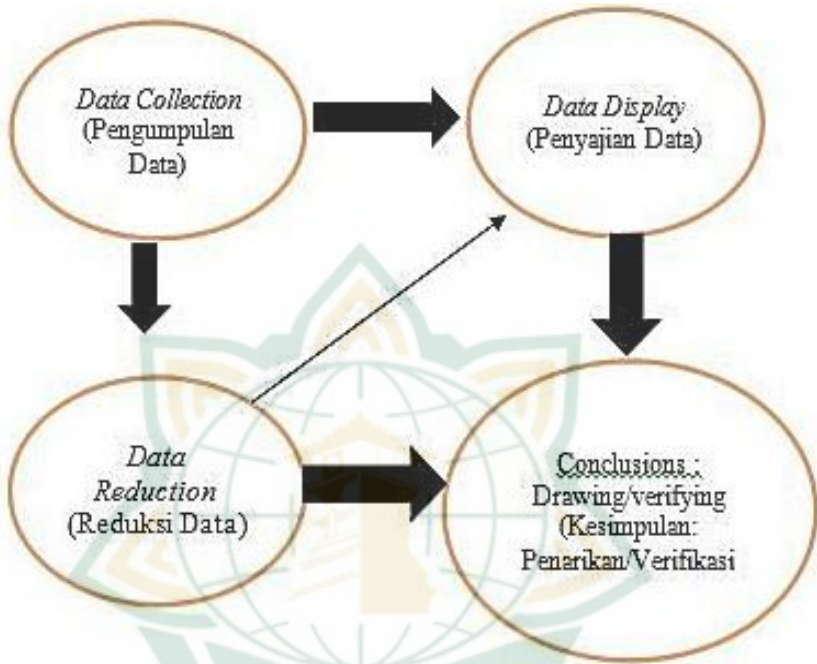 Data Collection
(Pengumpulan
Data)
Data Display
(Penyajian Data)
Data
Reduction
(Reduksi Data)
Conclusions :
Drawing/verifying
(Kesimpulan:
Penarikan/Verifikasi